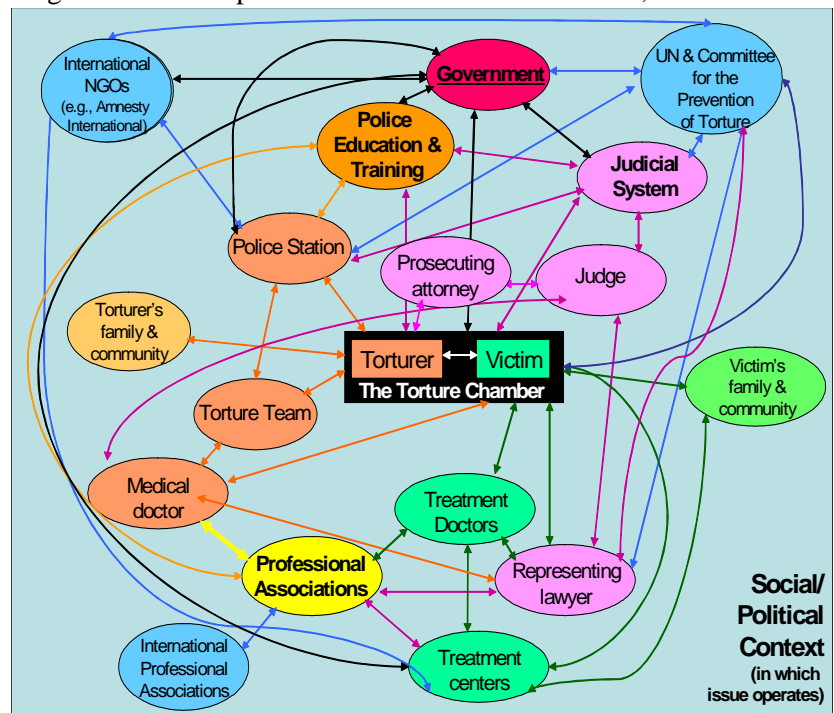 International
NGOs
(e.g., Amnesty
International)
Government
UN & Committee
for the
Prevention
of Torture
Police
Education &
Training
Judicial
System
Police Station
Prosecuting
attorney
Judge
Torturer's
family &
community
Torturer
Victim
The Torture Chamber
Victim's
family &
community
Torture Team
Medical
doctor
Treatment
Doctors
Professional
Associations
Representing
lawyer
International
Professional
Associations
Treatment
centers
Social/
Political
Context
(in which
issue operates)